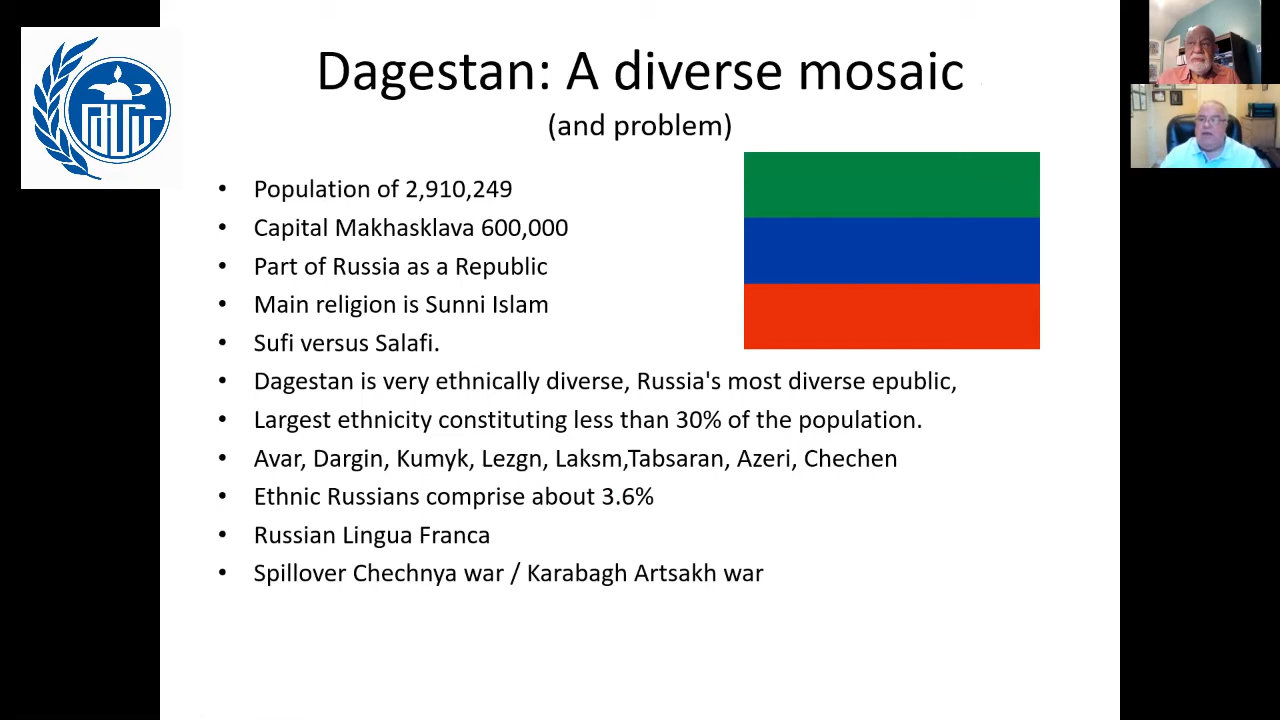 Dagestan: A diverse mosaic
(and problem)
• Population of 2,910,249
• Capital Makhasklava 600,000
• Part of Russia as a Republic
• Main religion is Sunni Islam
• Sufi versus Salafi.
• Dagestan is very ethnically diverse, Russia's most diverse epublic,
• Largest ethnicity constituting less than 30% of the population.
• Avar, Dargin, Kumyk, Lezgn, Laksm,Tabsaran, Azeri, Chechen
• Ethnic Russians comprise about 3.6%
• Russian Lingua Franca
• Spillover Chechnya war / Karabagh Artsakh war